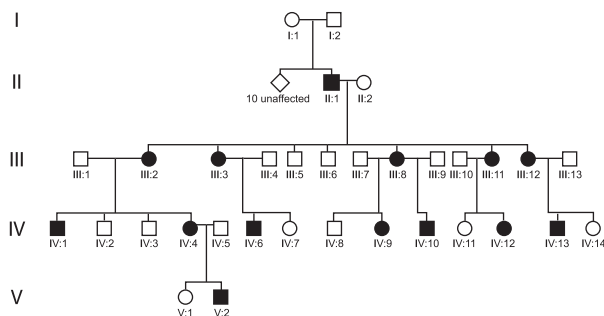 I
I:1 I:2
II
10 unaffected II:1 II:2
III
III:1 III:2 III:3 III:4 III:5 III:6 III:7 III:8 III:9 III:10 III:11 III:12 III:13
IV
IV:1 IV:2 IV:3 IV:4 IV:5 IV:6 IV:7 IV:8 IV:9 IV:10 IV:11 IV:12 IV:13 IV:14
V
V:1 V:2